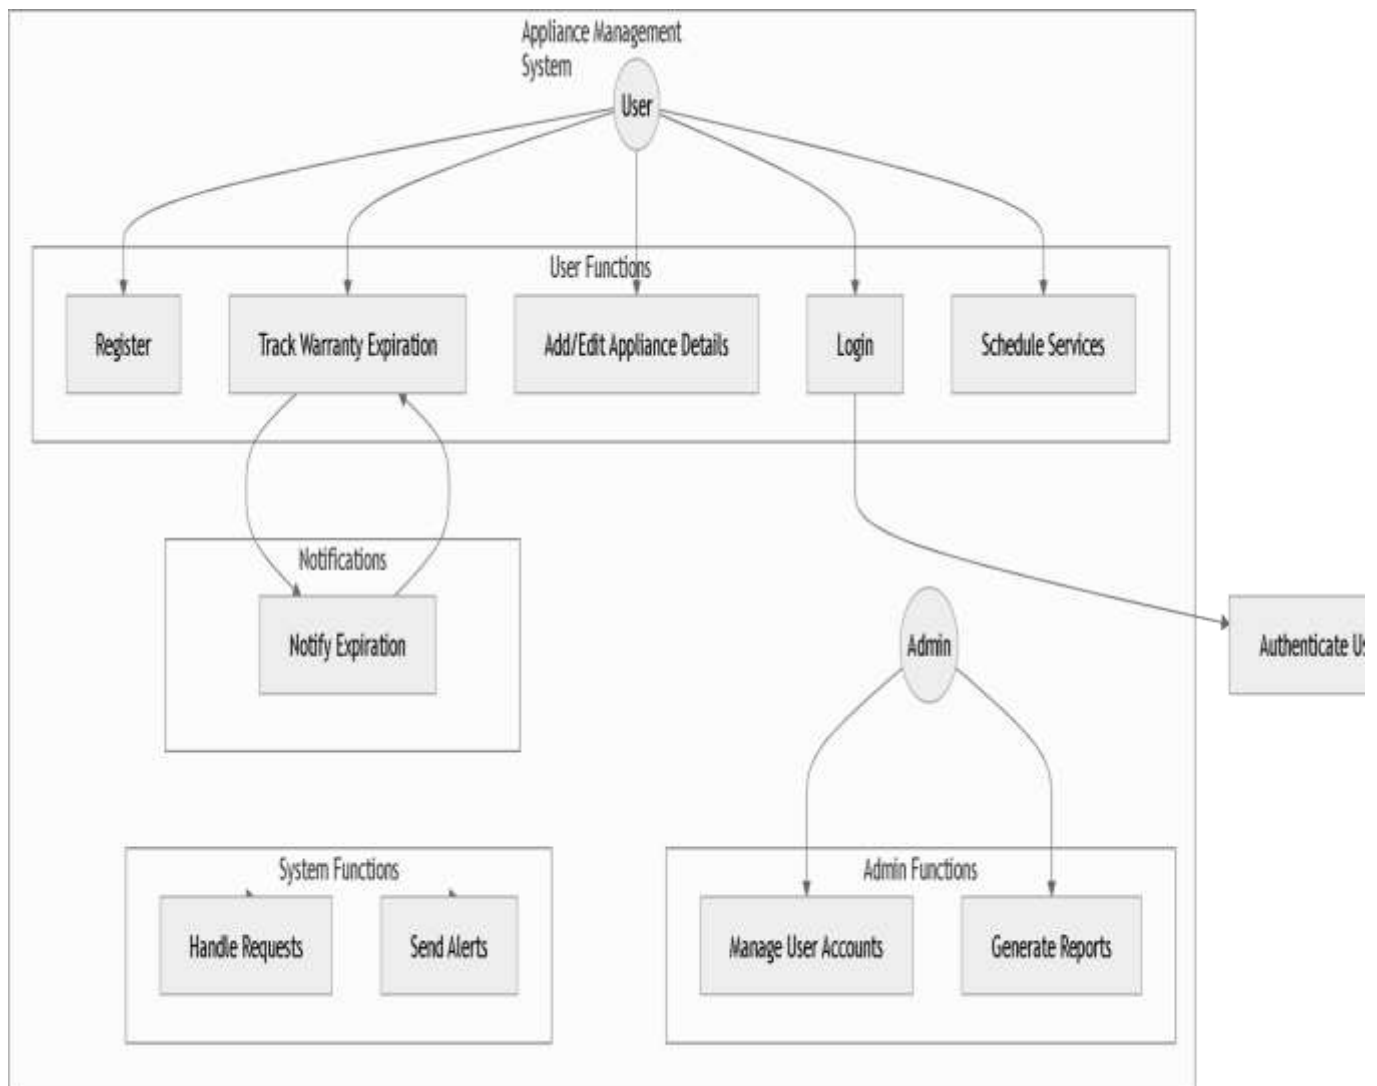 Appliance Management
System
User
User Functions
Register
Track Warranty Expiration
Add/Edit Appliance Details
Login
Schedule Services
Notifications
Notify Expiration
Admin
Authenticate
System Functions
Handle Requests
Send Alerts
Admin Functions
Manage User Accounts
Generate Reports